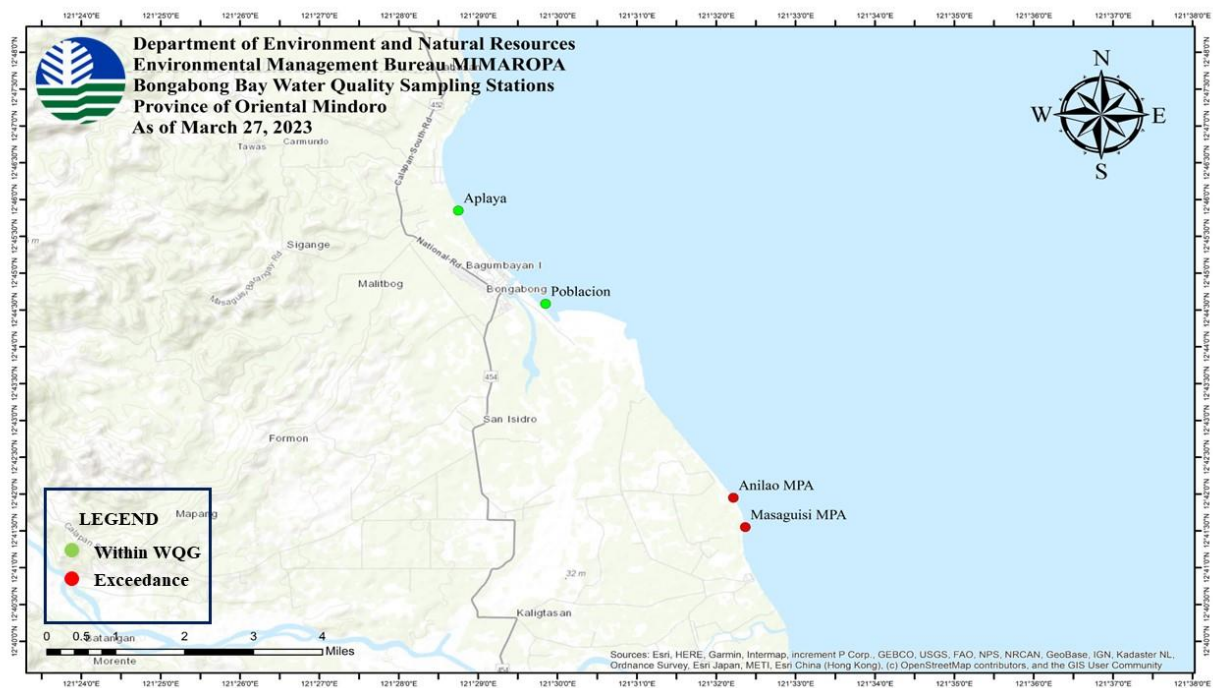 Department of Environment and Natural Resources
Environmental Management Bureau MIMAROPA
Bongabong Bay Water Quality Sampling Stations
Province of Oriental Mindoro
As of March 27, 2023
N
W
E
S
Tawas
Carmundo
Calapan-South-Rd
Aplaya
Sigange
National-Rd
Bagumbayan I
Masaguisi/Batangay Rd
Malitbog
Bongabong
Poblacion
454
San Isidro
Formon
Anilao MPA
Mapang
Masaguisi MPA
LEGEND
Within WQG
Exceedance
32 m
Kaligtasan
0 0.5 1 2 3 4
Miles
Batangan
Morente
Sources: Esri, HERE, Garmin, Intermap, increment P Corp., GEBCO, USGS, FAO, NPS, NRCAN, GeoBase, IGN, Kadaster NL,
Ordnance Survey, Esri Japan, METI, Esri China (Hong Kong), (c) OpenStreetMap contributors, and the GIS User Community
121°24'0"E 121°25'0"E 121°26'0"E 121°27'0"E 121°28'0"E 121°29'0"E 121°30'0"E 121°31'0"E 121°32'0"E 121°33'0"E 121°34'0"E 121°35'0"E 121°36'0"E 121°37'0"E 121°38'0"E